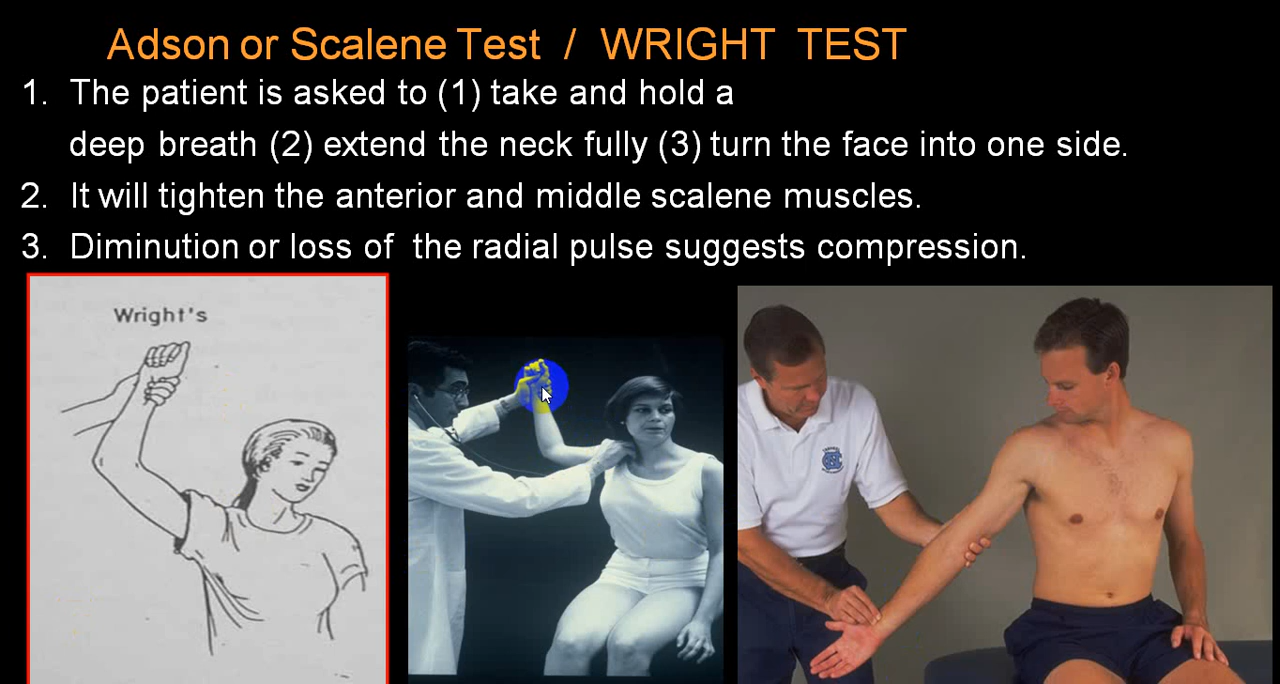 Adson or Scalene Test / WRIGHT TEST
1. The patient is asked to (1) take and hold a
deep breath (2) extend the neck fully (3) turn the face into one side.
2. It will tighten the anterior and middle scalene muscles.
3. Diminution or loss of the radial pulse suggests compression.
Wright's